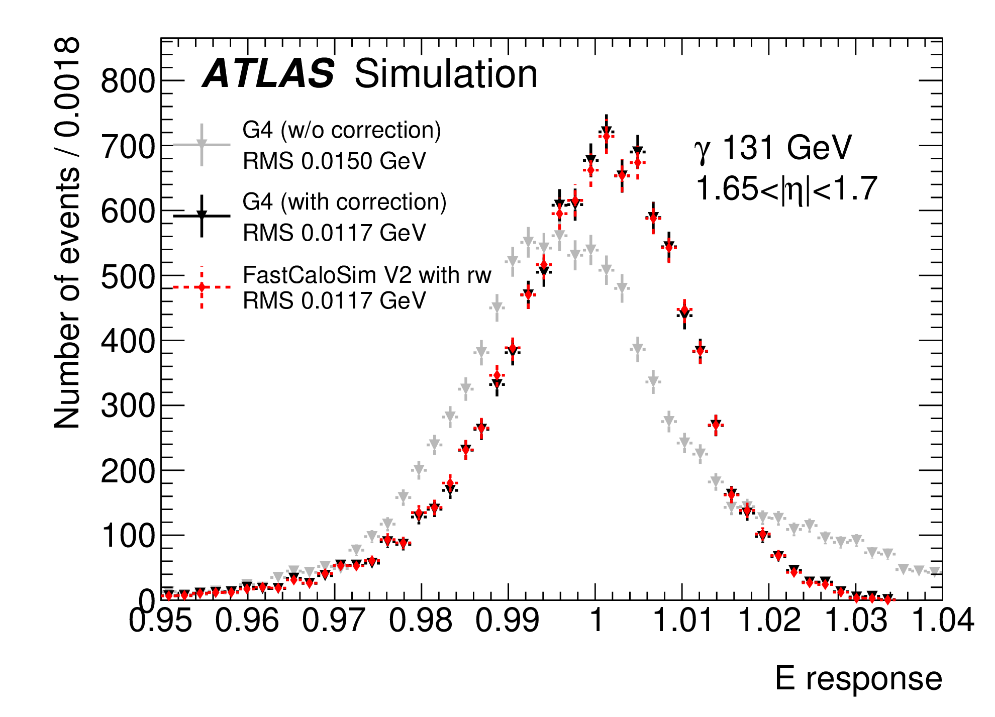 ATLAS Simulation
G4 (w/o correction)
RMS 0.0150 GeV
G4 (with correction)
RMS 0.0117 GeV
FastCaloSim V2 with rw
RMS 0.0117 GeV
γ 131 GeV
1.65<|η|<1.7
Number of events / 0.0018
800
700
600
500
400
300
200
100
0
0.95 0.96 0.97 0.98 0.99 1 1.01 1.02 1.03 1.04
E response